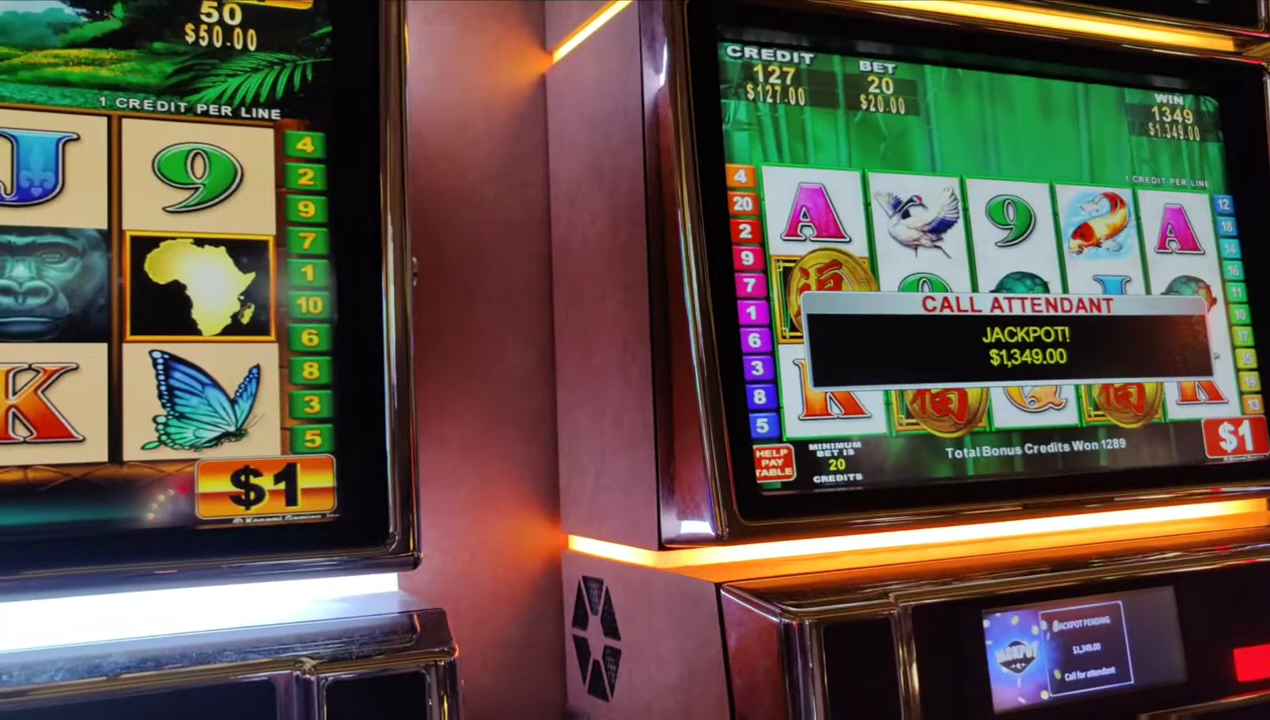 50
$50.00
1 CREDIT PER LINE
J
9
K
4
2
9
7
1
10
6
8
3
5
$1
CREDIT
127
$127.00
BET
20
$20.00
WIN
1349
$1,349.00
1 CREDIT PER LINE
4
20
2
9
7
1
6
3
8
5
A
9
A
12
18
14
16
11
10
17
15
19
13
CALL ATTENDANT
JACKPOT!
$1,349.00
K
福
Q
福
K
HELP
PAY
TABLE
MINIMUM
BET IS
20
CREDITS
Total Bonus Credits Won 1289
$1
JACKPOT
JACKPOT PENDING
$1,349.00
Call for attendant